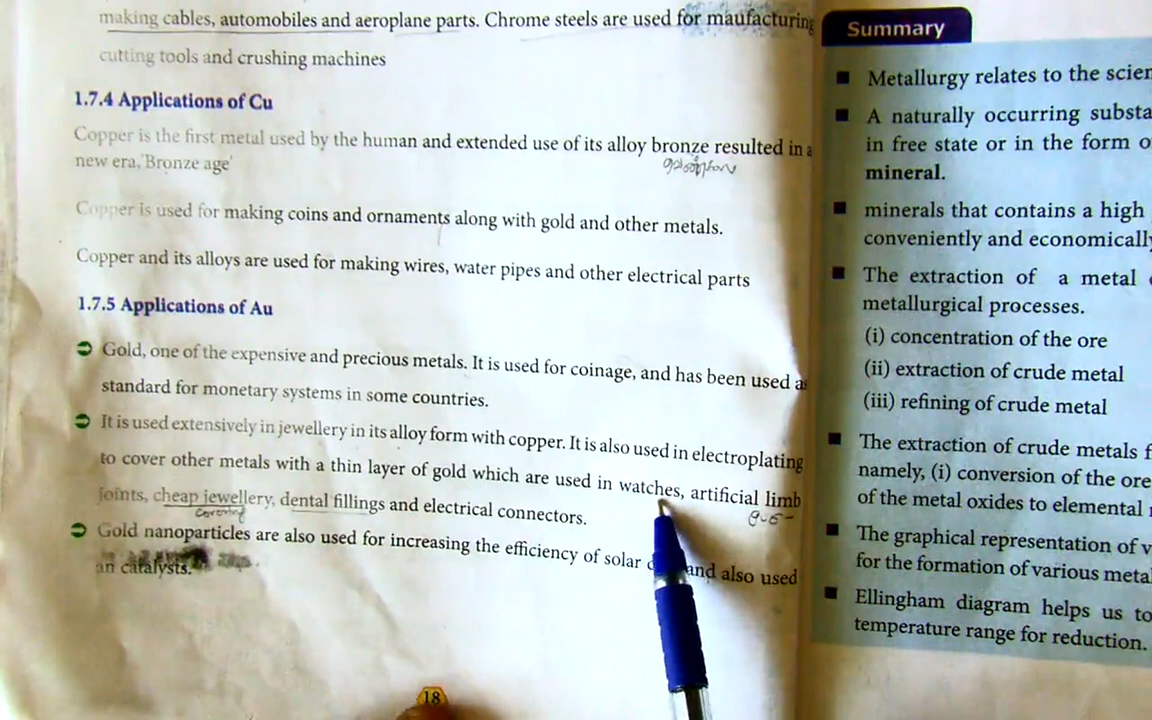 making cables, automobiles and aeroplane parts. Chrome steels are used for maufacturing
cutting tools and crushing machines
1.7.4 Applications of Cu
Copper is the first metal used by the human and extended use of its alloy bronze resulted in a
new era,'Bronze age'
Copper is used for making coins and ornaments along with gold and other metals.
Copper and its alloys are used for making wires, water pipes and other electrical parts
1.7.5 Applications of Au
Gold, one of the expensive and precious metals. It is used for coinage, and has been used as
standard for monetary systems in some countries.
It is used extensively in jewellery in its alloy form with copper. It is also used in electroplating
to cover other metals with a thin layer of gold which are used in watches, artificial limb
joints, cheap jewellery, dental fillings and electrical connectors.
covering
Gold nanoparticles are also used for increasing the efficiency of solar and also used
an catalysts.
18
Summary
Metallurgy relates to the scien
A naturally occurring substa
in free state or in the form o
mineral.
minerals that contains a high
conveniently and economically
The extraction of a metal
metallurgical processes.
(i) concentration of the ore
(ii) extraction of crude metal
(iii) refining of crude metal
The extraction of crude metals f
namely, (i) conversion of the ore
of the metal oxides to elemental
The graphical representation of v
for the formation of various meta
Ellingham diagram helps us to
temperature range for reduction.